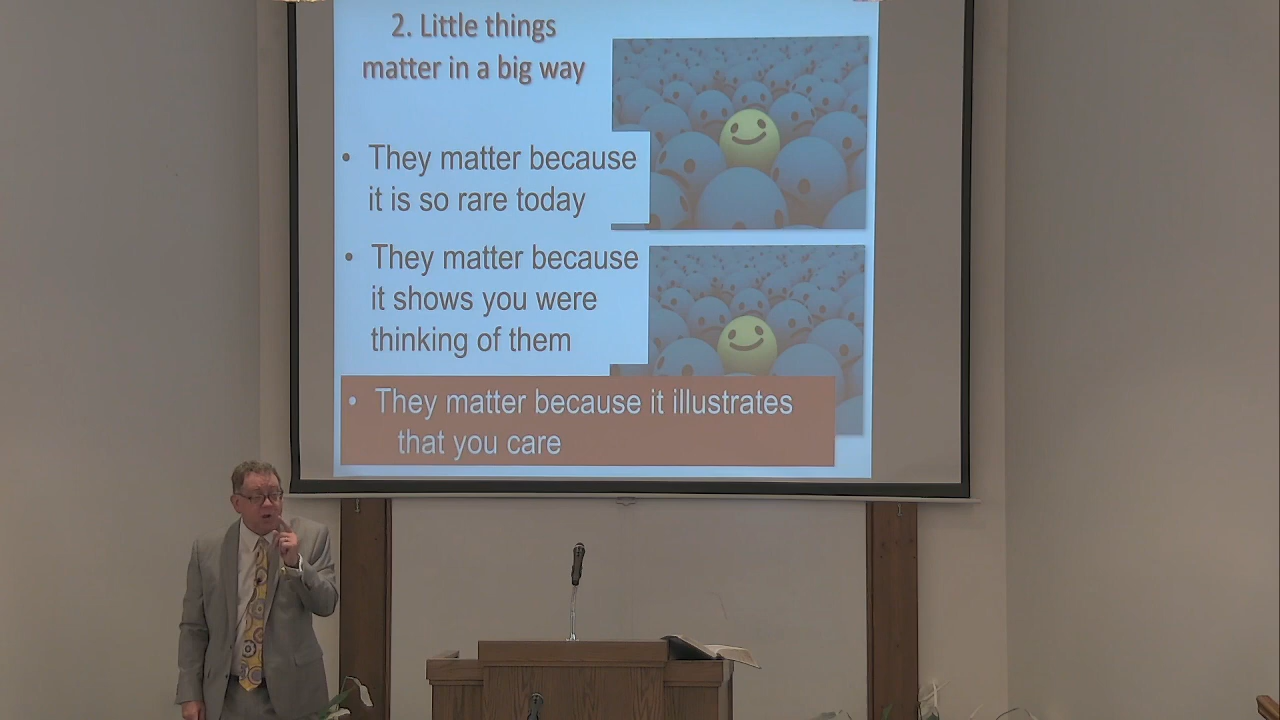 2. Little things
matter in a big way
• They matter because
it is so rare today
• They matter because
it shows you were
thinking of them
• They matter because it illustrates
that you care